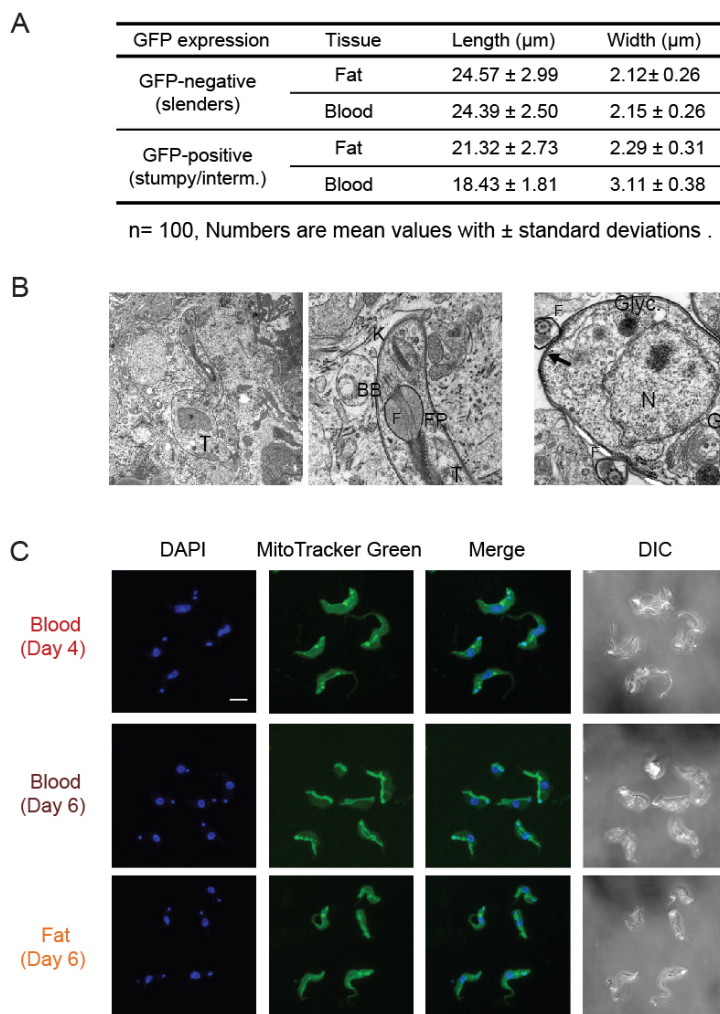 A
GFP expression Tissue Length (µm) Width (µm)
GFP-negative
(slenders)
Fat 24.57 ± 2.99 2.12± 0.26
Blood 24.39 ± 2.50 2.15 ± 0.26
GFP-positive
(stumpy/interm.)
Fat 21.32 ± 2.73 2.29 ± 0.31
Blood 18.43 ± 1.81 3.11 ± 0.38
n= 100, Numbers are mean values with ± standard deviations .
B
T
K
BB
F
FP
T
F
Glyc.
N
G
F
C
DAPI MitoTracker Green Merge DIC
Blood
(Day 4)
Blood
(Day 6)
Fat
(Day 6)